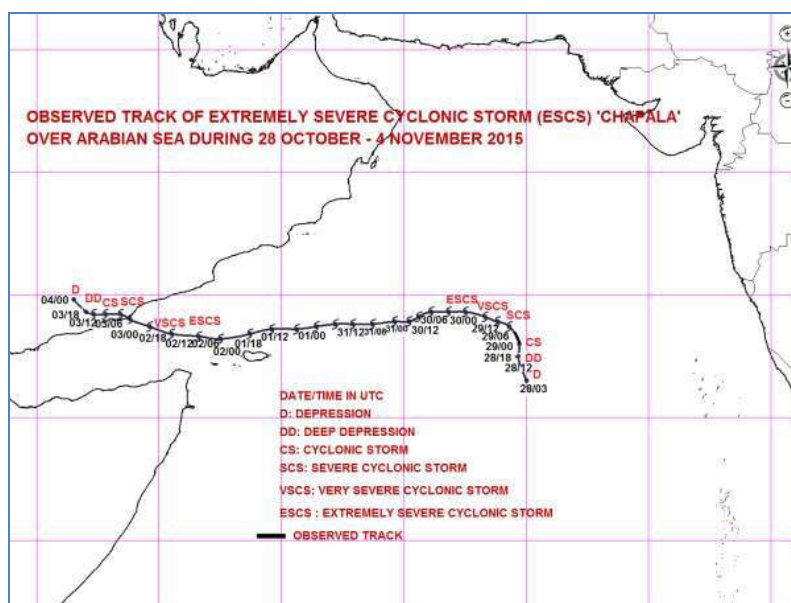 OBSERVED TRACK OF EXTREMELY SEVERE CYCLONIC STORM (ESCS) 'CHAPALA'
OVER ARABIAN SEA DURING 28 OCTOBER - 4 NOVEMBER 2015
D
04/00
DD
CS
SCS
03/18
03/12
03/06
03/00
VSCS
02/18
02/12
ESCS
02/06
02/00
01/18
01/12
01/00
31/12
31/06
31/00
30/12
30/06
ESCS
30/00
VSCS
29/12
SCS
29/06
29/00
CS
28/18
DD
28/12
D
28/03
DATE/TIME IN UTC
D: DEPRESSION
DD: DEEP DEPRESSION
CS: CYCLONIC STORM
SCS: SEVERE CYCLONIC STORM
VSCS: VERY SEVERE CYCLONIC STORM
ESCS : EXTREMELY SEVERE CYCLONIC STORM
OBSERVED TRACK